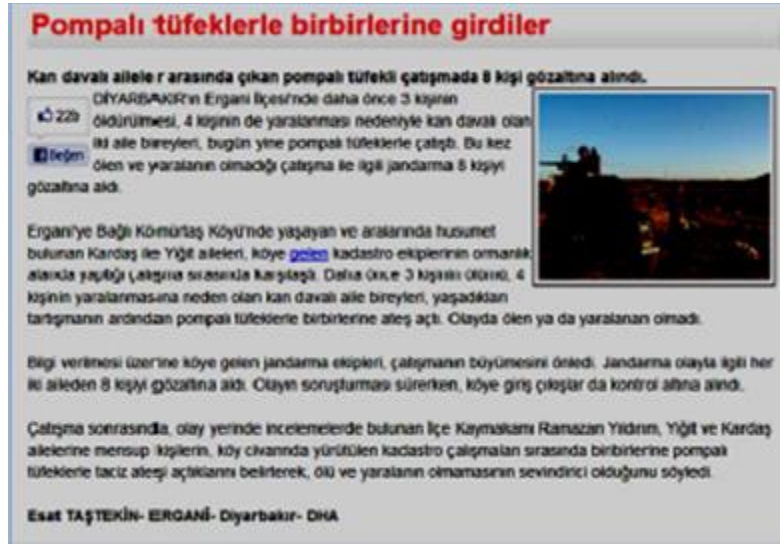 Pompalı tüfeklerle birbirlerine girdiler
Kan davalı aileler arasında çıkan pompalı tüfekli çatışmada 8 kişi gözaltına alındı.
DİYARBAKIR'ın Ergani İlçesi'nde daha önce 3 kişinin
öldürülmesi, 4 kişinin de yaralanması nedeniyle kan davalı olan
iki aile bireyleri, bugün yine pompalı tüfeklerle çatıştı. Bu kez
ölen ve yaralanın olmadığı çatışma ile ilgili jandarma 8 kişiyi
gözaltına aldı.
Beğen
Ergani'ye Bağlı Kömürtaş Köyü'nde yaşayan ve aralarında husumet
bulunan Kardaş ile Yiğit aileleri, köye gelen kadastro ekiplerinin ormanlık
alanda yaptığı çalışma sırasında karşılaştı. Daha önce 3 kişinin ölümü, 4
kişinin yaralanmasına neden olan kan davalı aile bireyleri, yaşadıkları
tartışmanın ardından pompalı tüfeklerle birbirlerine ateş açtı. Olayda ölen ya da yaralanan olmadı.
Bilgi verilmesi üzerine köye gelen jandarma ekipleri, çatışmanın büyümesini önledi. Jandarma olayla ilgili her
iki aileden 8 kişiyi gözaltına aldı. Olayın soruşturması sürerken, köye giriş çıkışlar da kontrol altına alındı.
Çatışma sonrasında, olay yerinde incelemelerde bulunan İlçe Kaymakamı Ramazan Yıldırım, Yiğit ve Kardaş
ailelerine mensup kişilerin, köy civarında yürütülen kadastro çalışmaları sırasında birbirlerine pompalı
tüfeklerle taciz ateşi açtıklarını belirterek, ölü ve yaralanın olmamasının sevindirici olduğunu söyledi.
Esat TAŞTEKİN- ERGANİ- Diyarbakır- DHA